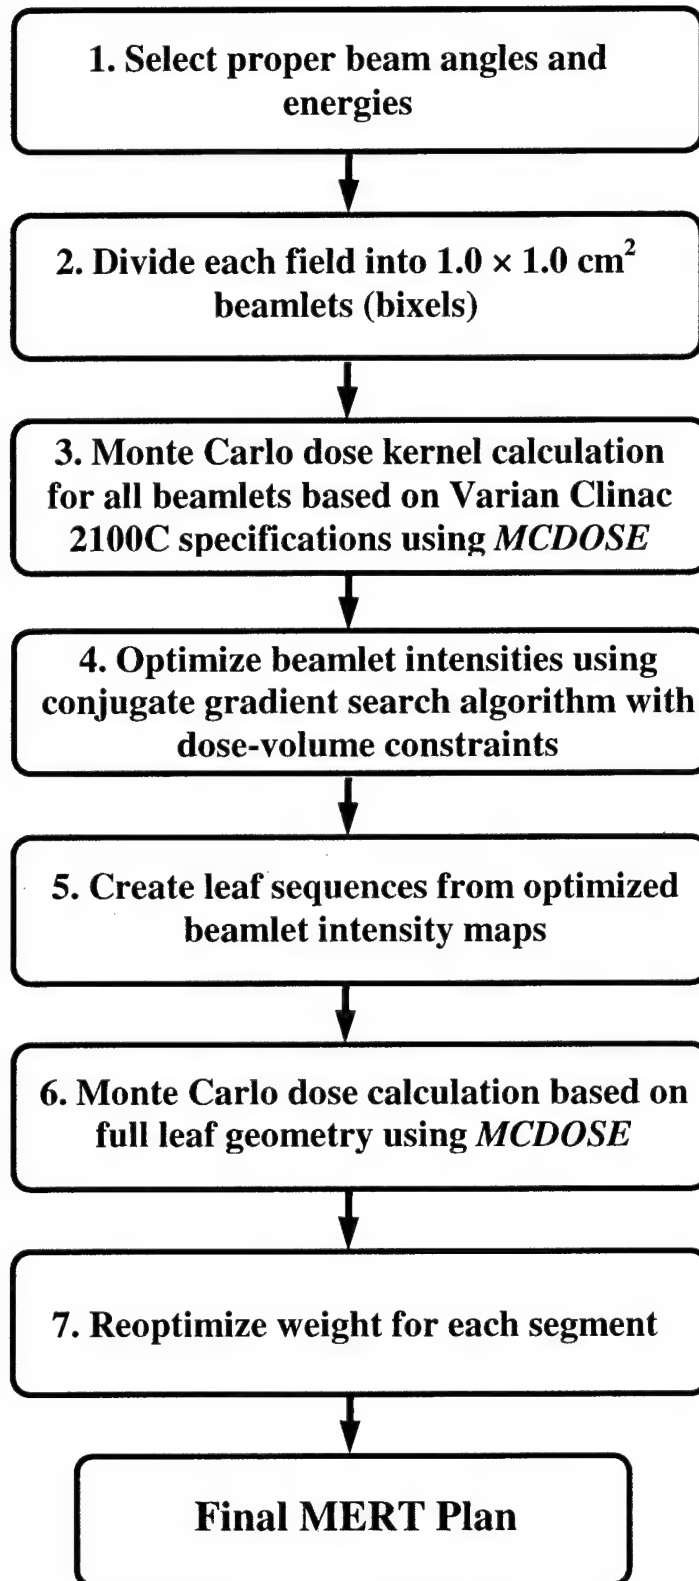 1. Select proper beam angles and
energies
2. Divide each field into 1.0 × 1.0 cm²
beamlets (bixels)
3. Monte Carlo dose kernel calculation
for all beamlets based on Varian Clinac
2100C specifications using MCDOSE
4. Optimize beamlet intensities using
conjugate gradient search algorithm with
dose-volume constraints
5. Create leaf sequences from optimized
beamlet intensity maps
6. Monte Carlo dose calculation based on
full leaf geometry using MCDOSE
7. Reoptimize weight for each segment
Final MERT Plan